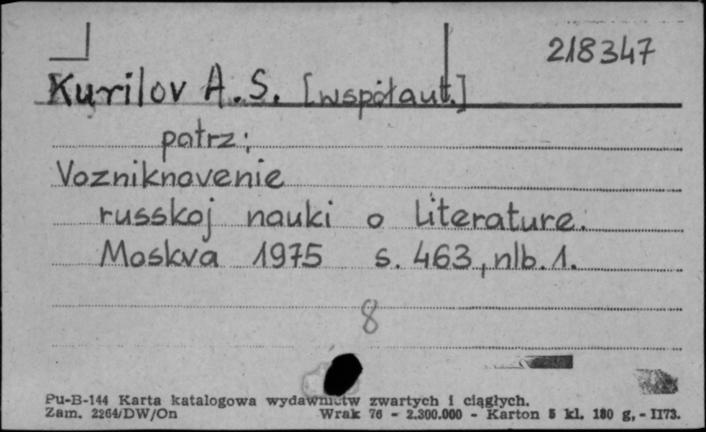 218347
Kurilov A.S. [współaut.]
patrz:
Vozniknovenie
russkoj nauki o literature.
Moskva 1975 s. 463, nlb. 1.
8
Pu-B-144 Karta katalogowa wydawnictw zwartych i ciągłych.
Zam. 2264/DW/On Wrak 76 - 2.300.000 - Karton 5 kl. 180 g, - II73.